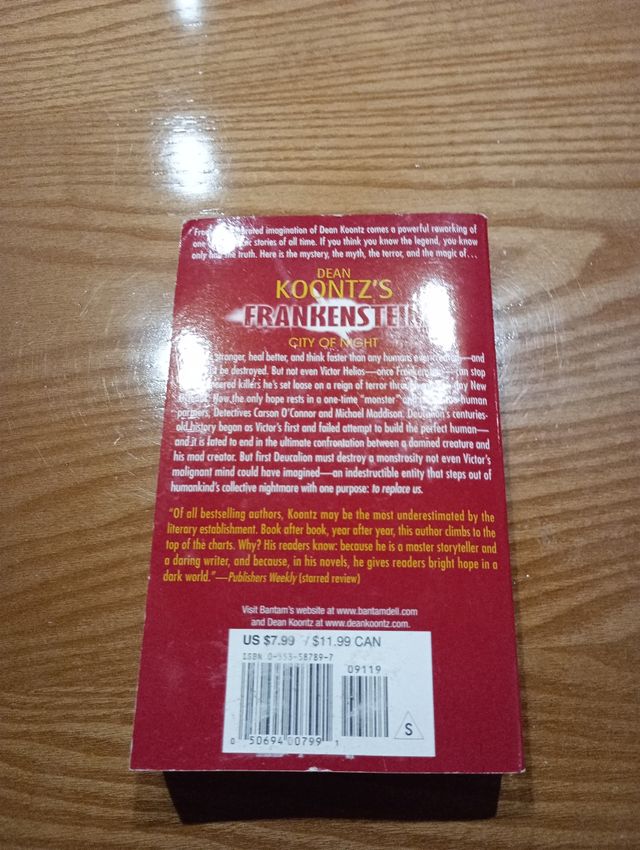 imagination of Dean Koontz comes a powerful reworking of
stories of all time. If you think you know the legend, you know
only the truth. Here is the mystery, the myth, the terror, and the magic of…
DEAN
KOONTZ'S
FRANKENSTEIN
CITY OF NIGHT
stronger, heal better, and think faster than any humans —and
be destroyed. But not even Victor Helios—once —can stop
killers he's set loose on a reign of terror day New
Now the only hope rests in a one-time "monster" human
partners, Detectives Carson O'Connor and Michael Maddison. Deucalion's centuries-
old history began as Victor's first and failed attempt to build the perfect human—
and it is fated to end in the ultimate confrontation between a damned creature and
his mad creator. But first Deucalion must destroy a monstrosity not even Victor's
malignant mind could have imagined—an indestructible entity that steps out of
humankind's collective nightmare with one purpose: to replace us.
"Of all bestselling authors, Koontz may be the most underestimated by the
literary establishment. Book after book, year after year, this author climbs to the
top of the charts. Why? His readers know: because he is a master storyteller and
a daring writer, and because, in his novels, he gives readers bright hope in a
dark world."—Publishers Weekly (starred review)
Visit Bantam's website at www.bantamdell.com
and Dean Koontz at www.deankoontz.com.
US $7.99 / $11.99 CAN
ISBN 0-553-58789-7
09119
0 50694 00799 1
S